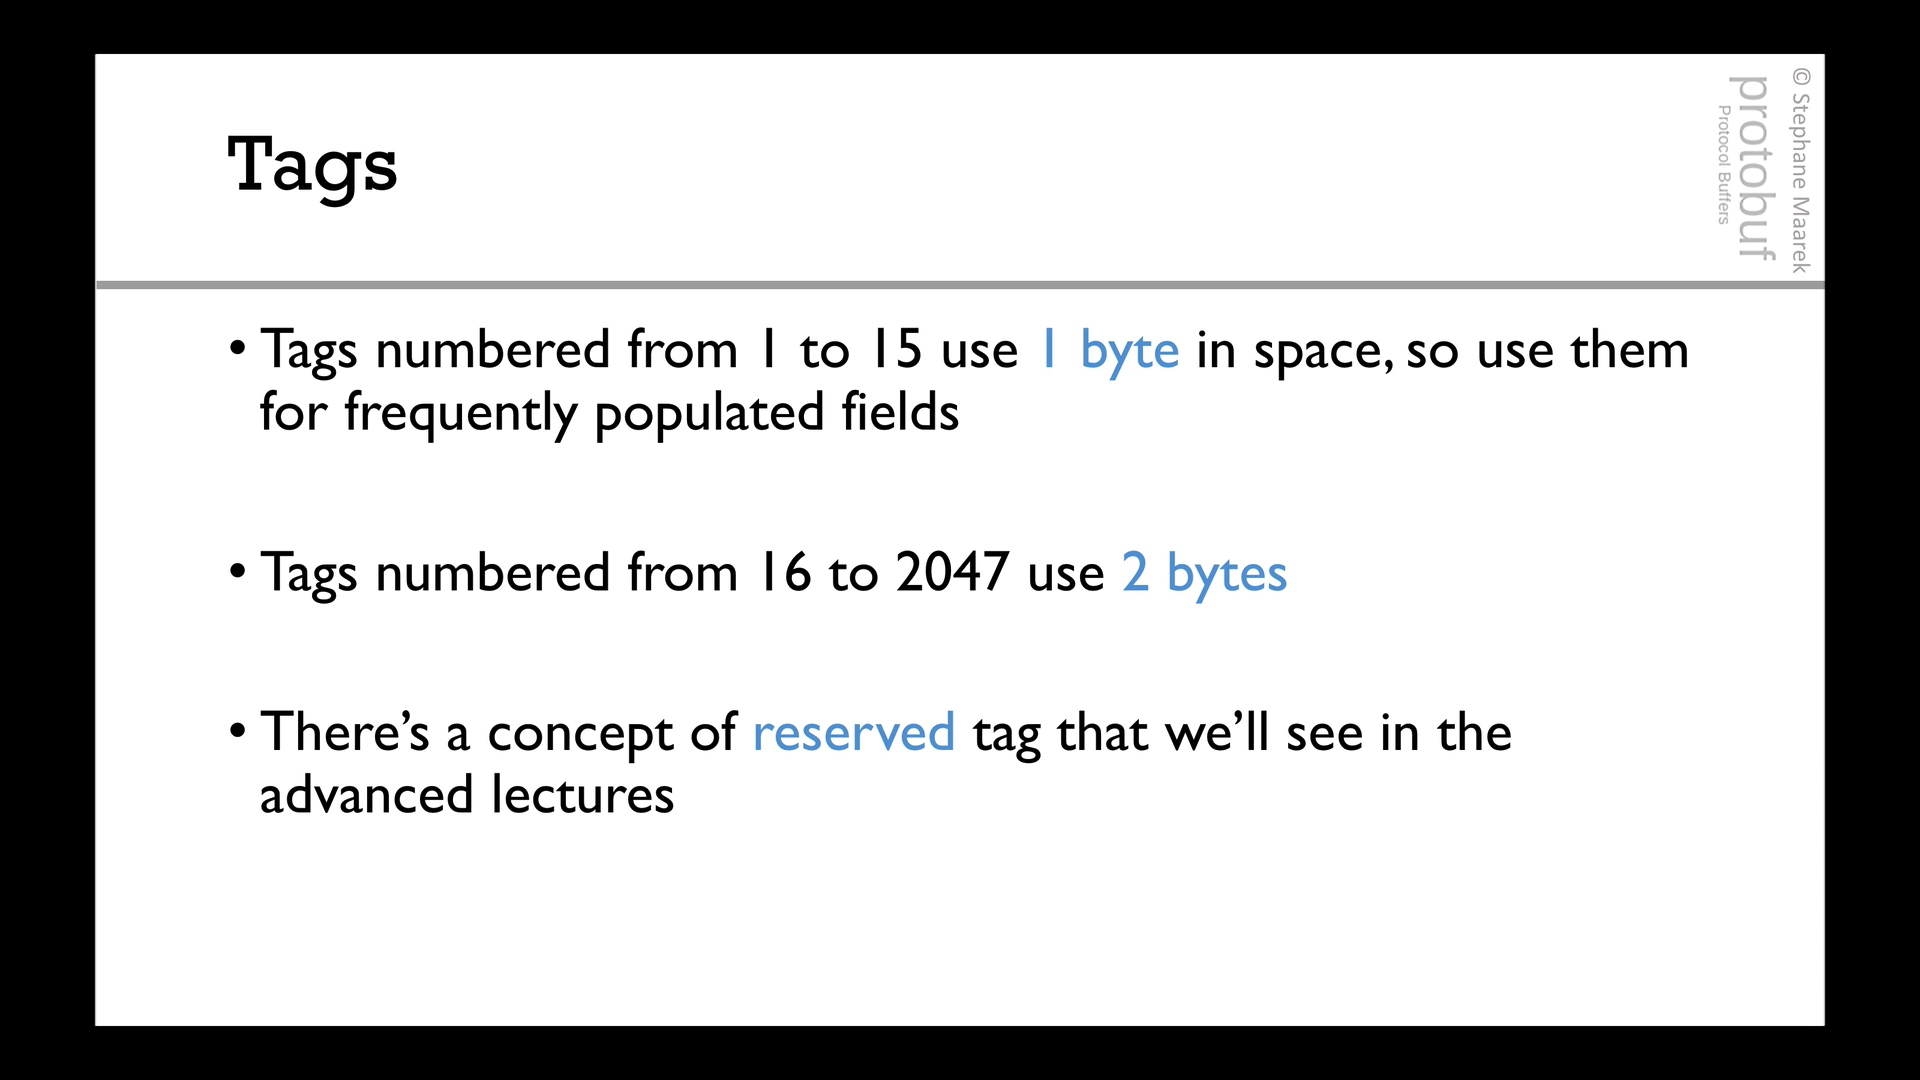 Tags
© Stephane Maarek
protobuf
Protocol Buffers
• Tags numbered from 1 to 15 use 1 byte in space, so use them
for frequently populated fields
• Tags numbered from 16 to 2047 use 2 bytes
• There’s a concept of reserved tag that we’ll see in the
advanced lectures